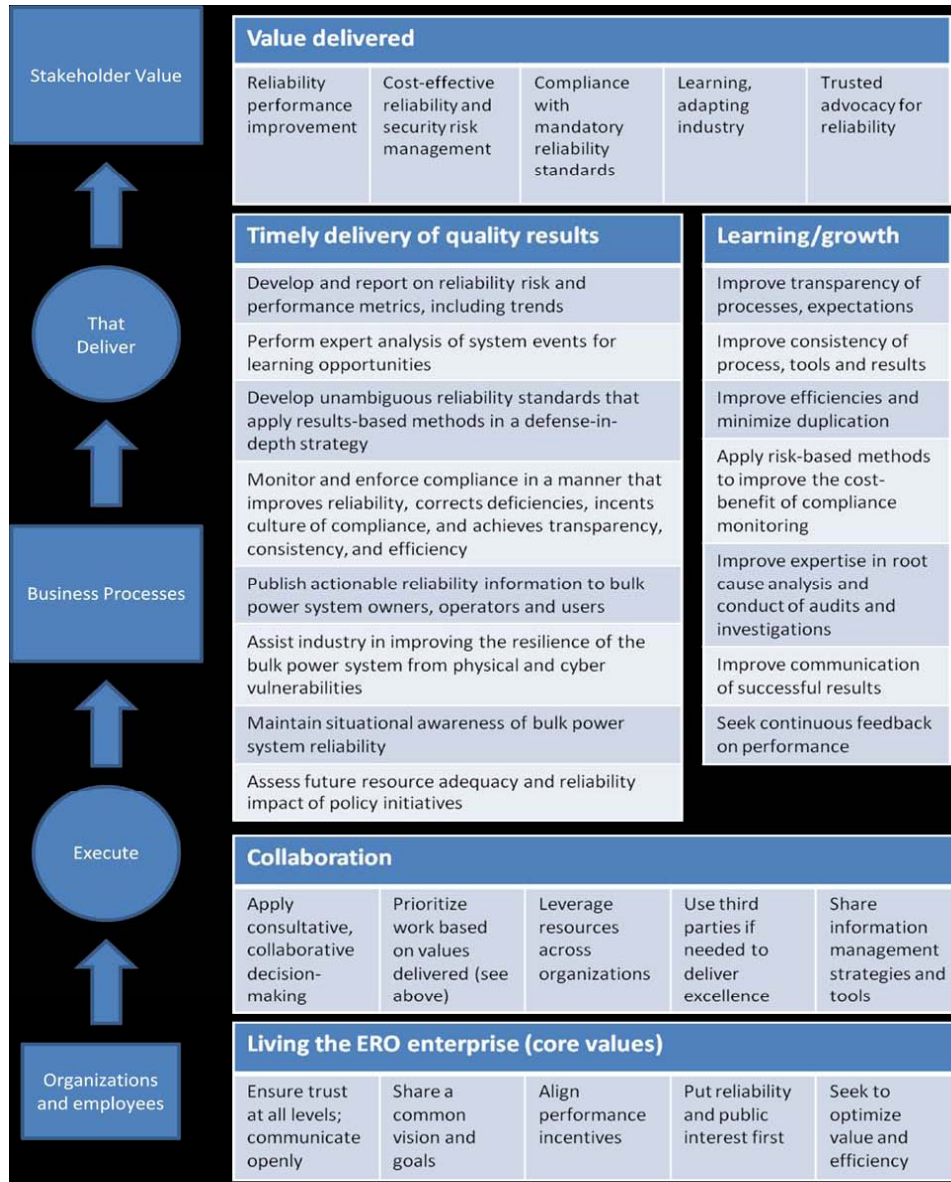 Stakeholder Value
Value delivered
Reliability
performance
improvement
Cost-effective
reliability and
security risk
management
Compliance
with
mandatory
reliability
standards
Learning,
adapting
industry
Trusted
advocacy for
reliability
That
Deliver
Timely delivery of quality results
Develop and report on reliability risk and
performance metrics, including trends
Perform expert analysis of system events for
learning opportunities
Develop unambiguous reliability standards that
apply results-based methods in a defense-in-
depth strategy
Monitor and enforce compliance in a manner that
improves reliability, corrects deficiencies, incents
culture of compliance, and achieves transparency,
consistency, and efficiency
Publish actionable reliability information to bulk
power system owners, operators and users
Assist industry in improving the resilience of the
bulk power system from physical and cyber
vulnerabilities
Maintain situational awareness of bulk power
system reliability
Assess future resource adequacy and reliability
impact of policy initiatives
Learning/growth
Improve transparency of
processes, expectations
Improve consistency of
process, tools and results
Improve efficiencies and
minimize duplication
Apply risk-based methods
to improve the cost-
benefit of compliance
monitoring
Improve expertise in root
cause analysis and
conduct of audits and
investigations
Improve communication
of successful results
Seek continuous feedback
on performance
Business Processes
Execute
Collaboration
Apply
consultative,
collaborative
decision-
making
Prioritize
work based
on values
delivered (see
above)
Leverage
resources
across
organizations
Use third
parties if
needed to
deliver
excellence
Share
information
management
strategies and
tools
Organizations
and employees
Living the ERO enterprise (core values)
Ensure trust
at all levels;
communicate
openly
Share a
common
vision and
goals
Align
performance
incentives
Put reliability
and public
interest first
Seek to
optimize
value and
efficiency